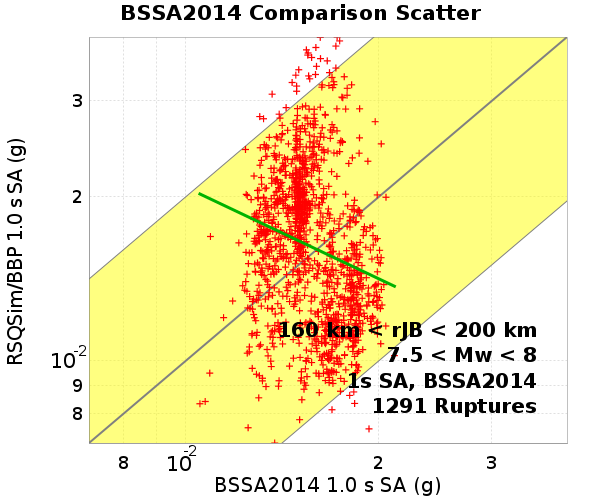 BSSA2014 Comparison Scatter
RSQSim/BBP 1.0 s SA (g)
3
2
10-2
9
8
160 km < rJB < 200 km
7.5 < Mw < 8
1s SA, BSSA2014
1291 Ruptures
8
10-2
2
3
BSSA2014 1.0 s SA (g)